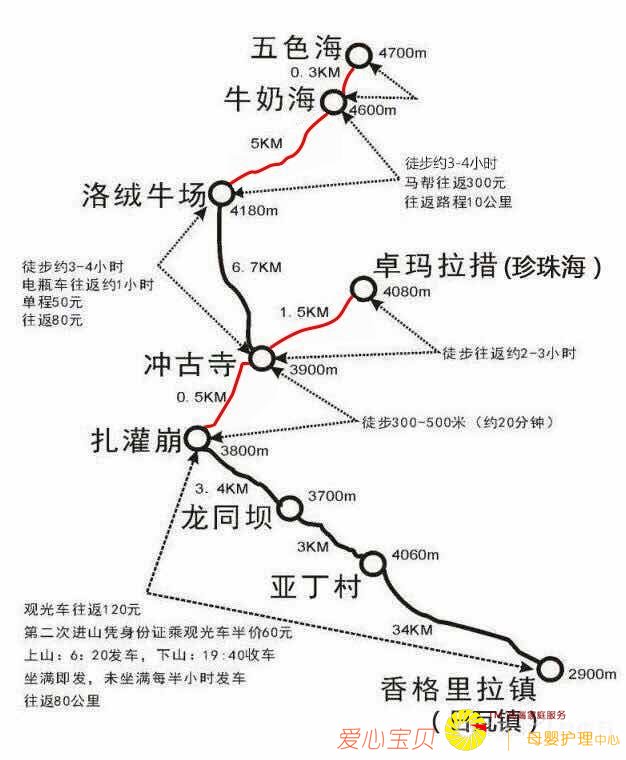 五色海
4700m
0.3KM
牛奶海
4600m
5KM
徒步约3-4小时
马帮往返300元
往返路程10公里
洛绒牛场
4180m
徒步约3-4小时
电瓶车往返约1小时
单程50元
往返80元
6.7KM
卓玛拉措(珍珠海)
4080m
1.5KM
徒步往返约2-3小时
冲古寺
3900m
0.5KM
徒步300-500米（约20分钟）
扎灌崩
3800m
3.4KM
3700m
龙同坝
3KM
4060m
亚丁村
观光车往返120元
第二次进山凭身份证乘观光车半价60元
上山：6：20发车，下山：19:40收车
坐满即发，未坐满每半小时发车
往返80公里
34KM
2900m
香格里拉镇
家庭服务
爱心宝贝
母婴护理中心